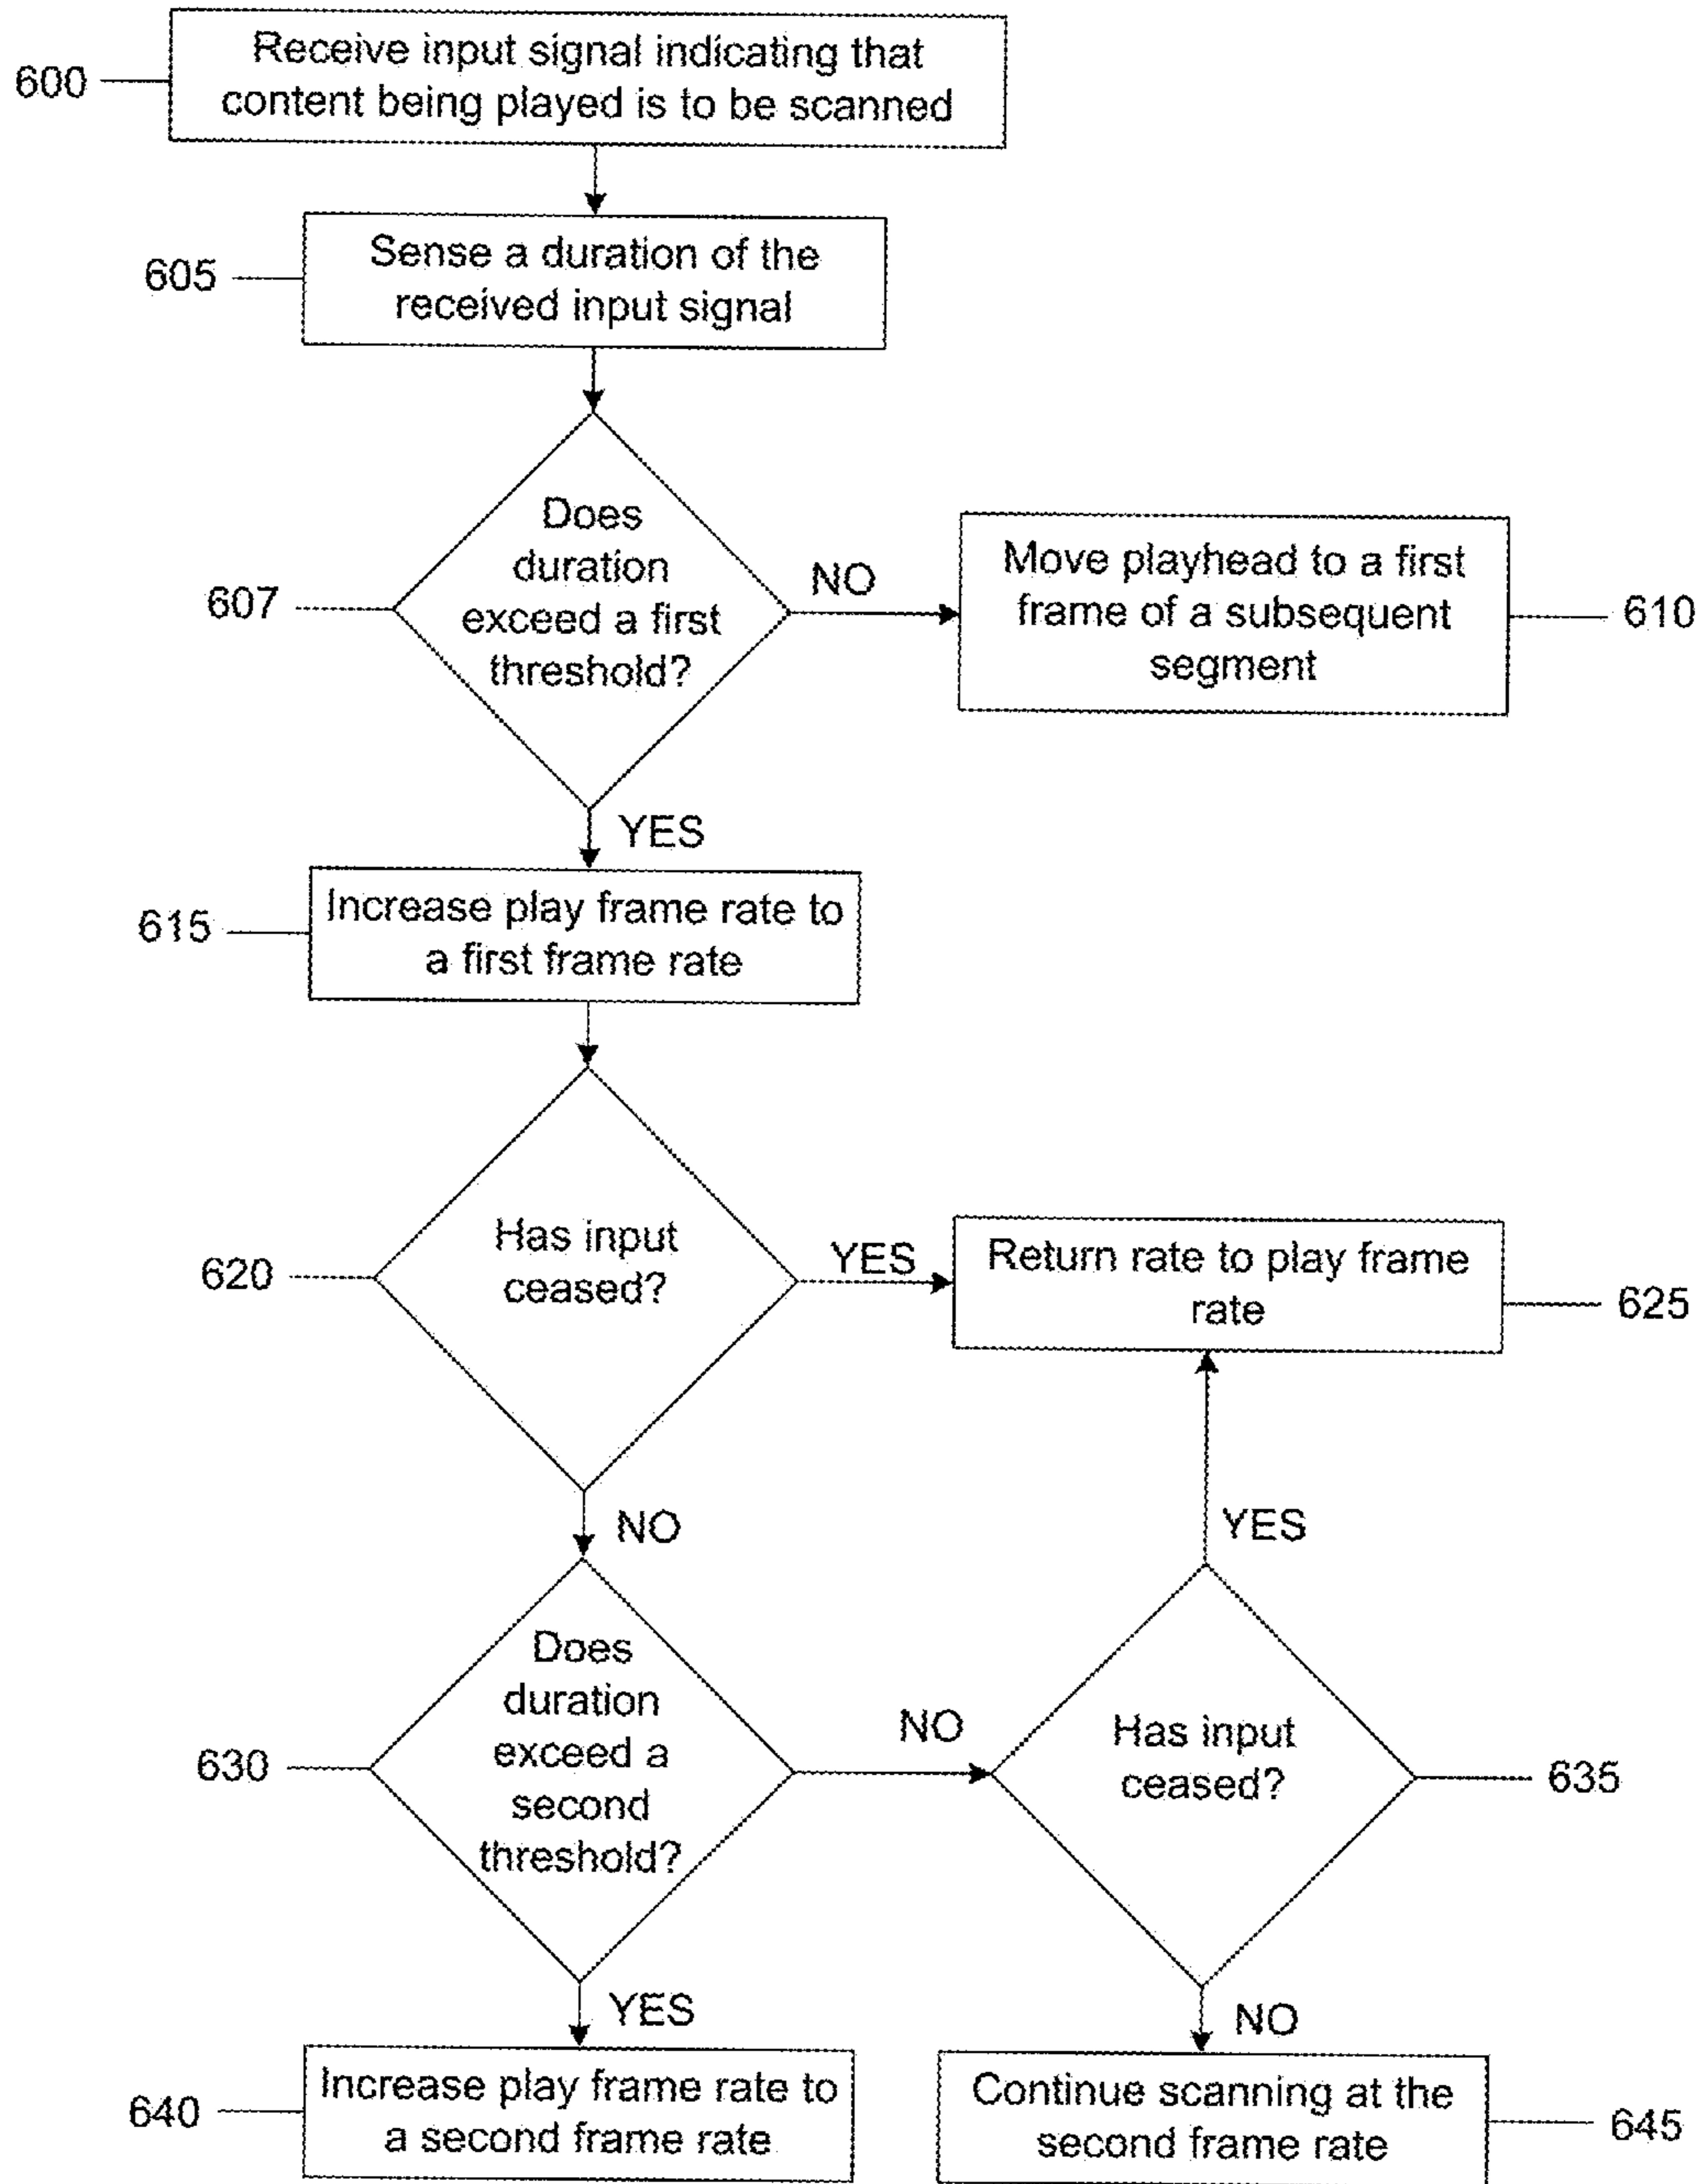 600
Receive input signal indicating that
content being played is to be scanned
605
Sense a duration of the
received input signal
607
Does
duration
exceed a first
threshold?
NO
Move playhead to a first
frame of a subsequent
segment
610
YES
615
Increase play frame rate to
a first frame rate
620
Has input
ceased?
YES
Return rate to play frame
rate
625
NO
YES
630
Does
duration
exceed a
second
threshold?
NO
Has input
ceased?
635
YES
NO
640
Increase play frame rate to
a second frame rate
Continue scanning at the
second frame rate
645